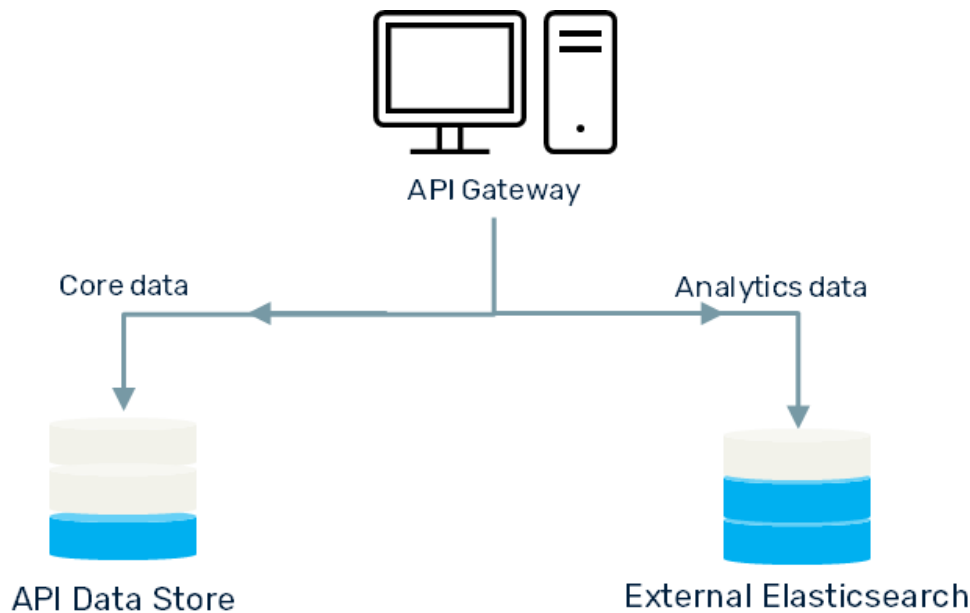 API Gateway
Core data
Analytics data
API Data Store
External Elasticsearch